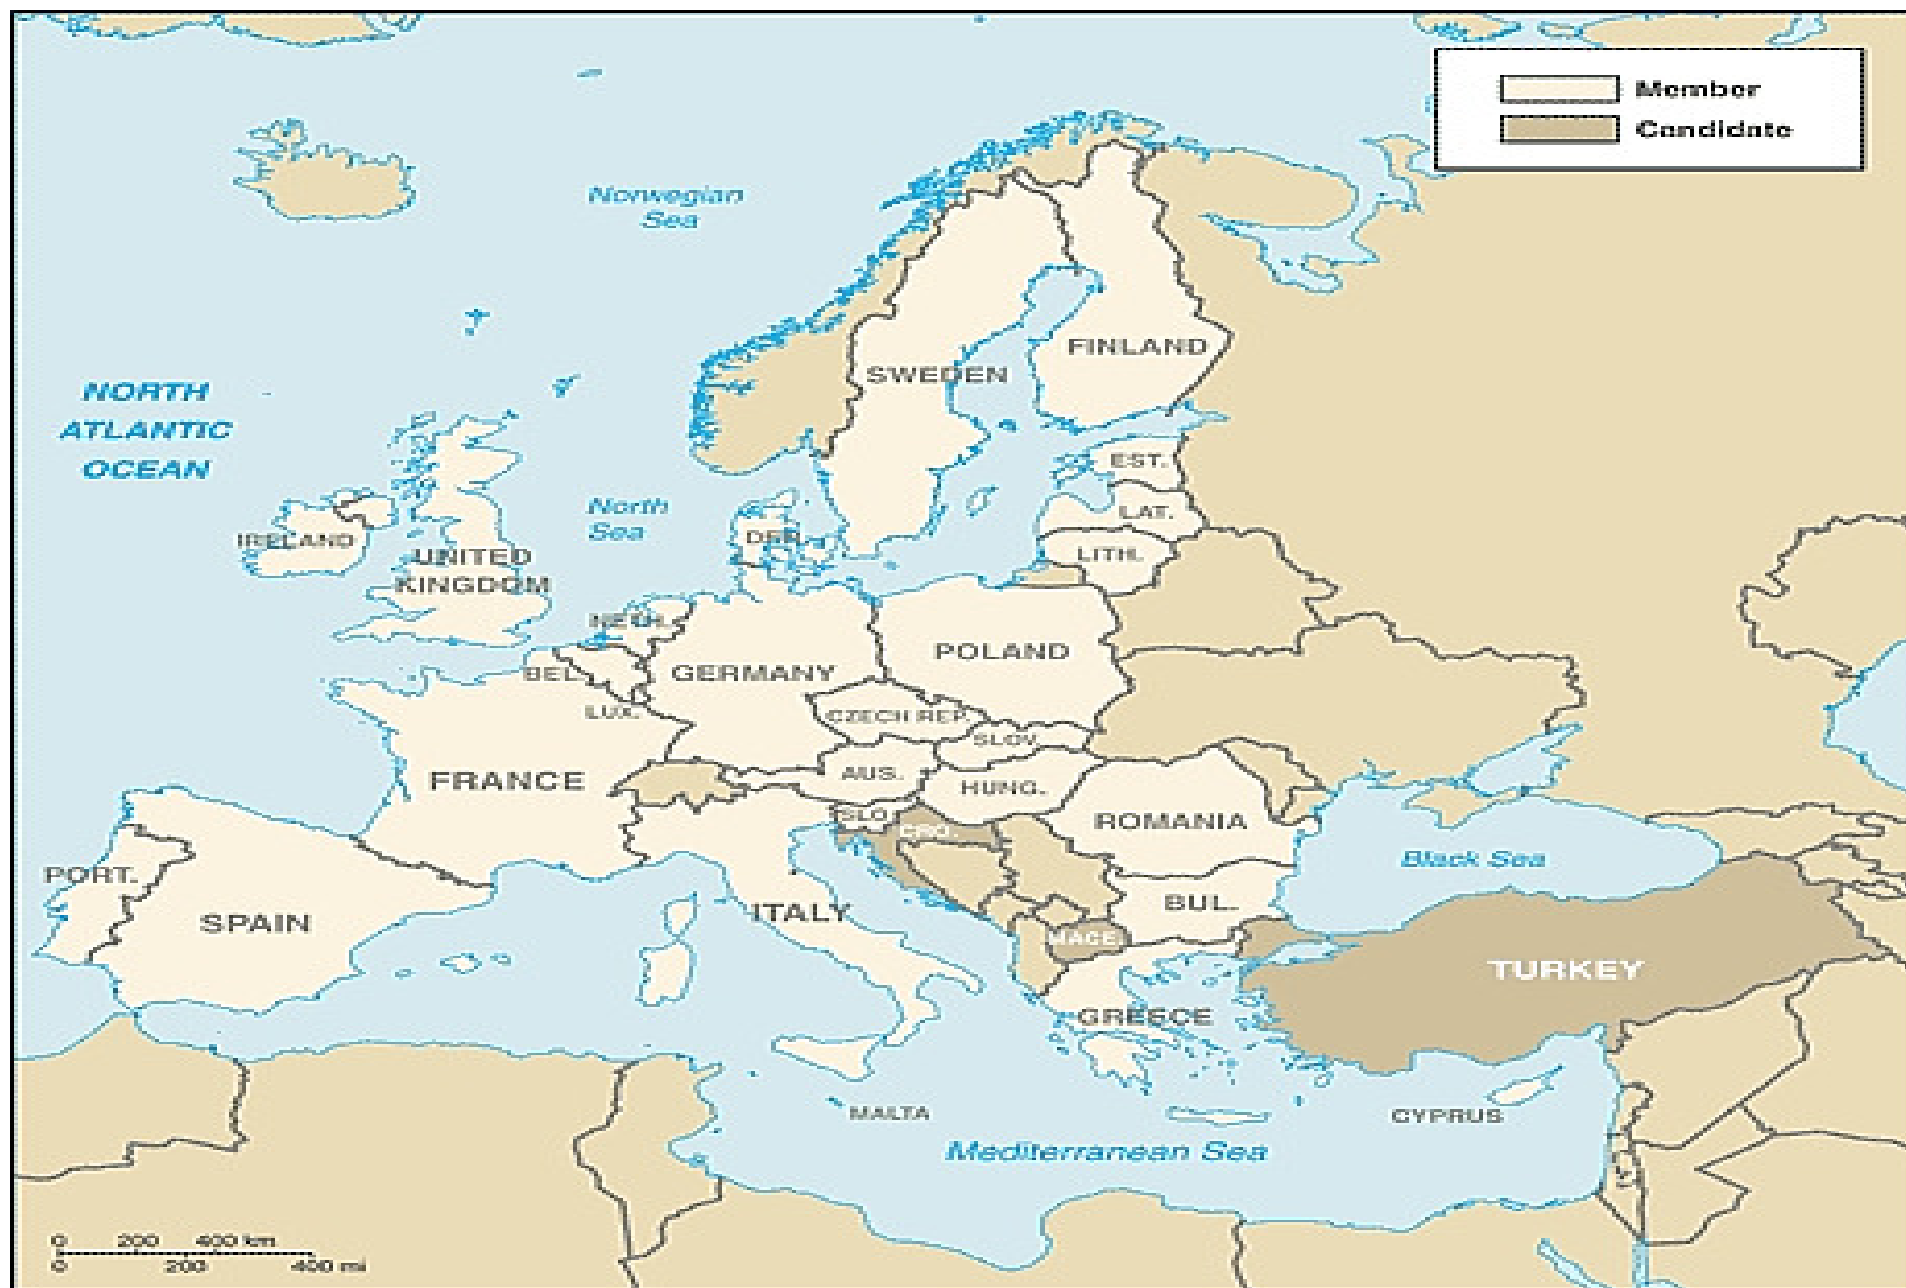 Member
Candidate
Norwegian
Sea
NORTH
ATLANTIC
OCEAN
FINLAND
SWEDEN
EST.
North
Sea
LAT.
IRELAND
DEN.
UNITED
KINGDOM
LITH.
NETH.
POLAND
BEL.
GERMANY
LUX.
CZECH REP.
SLOV.
AUS.
FRANCE
HUNG.
SLO.
CRO.
ROMANIA
Black Sea
PORT.
SPAIN
ITALY
BUL.
MACE.
TURKEY
GREECE
MALTA
CYPRUS
Mediterranean Sea
0 200 400 km
0 200 400 mi